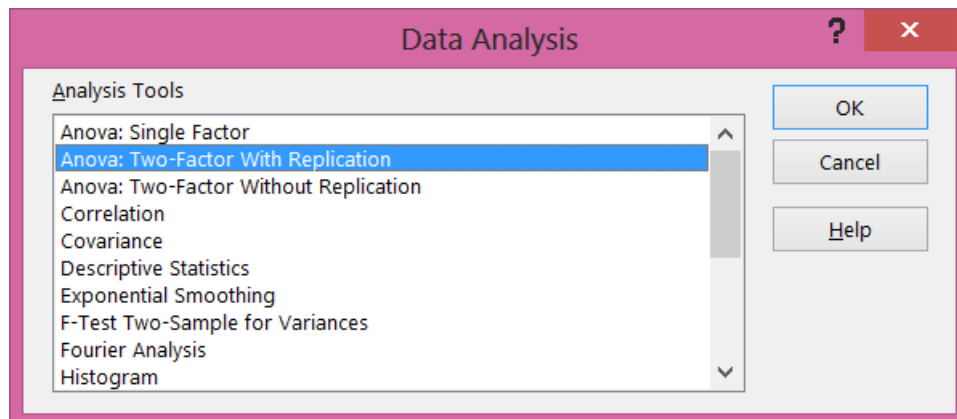 Data Analysis
? ×
Analysis Tools
Anova: Single Factor
Anova: Two-Factor With Replication
Anova: Two-Factor Without Replication
Correlation
Covariance
Descriptive Statistics
Exponential Smoothing
F-Test Two-Sample for Variances
Fourier Analysis
Histogram
OK
Cancel
Help